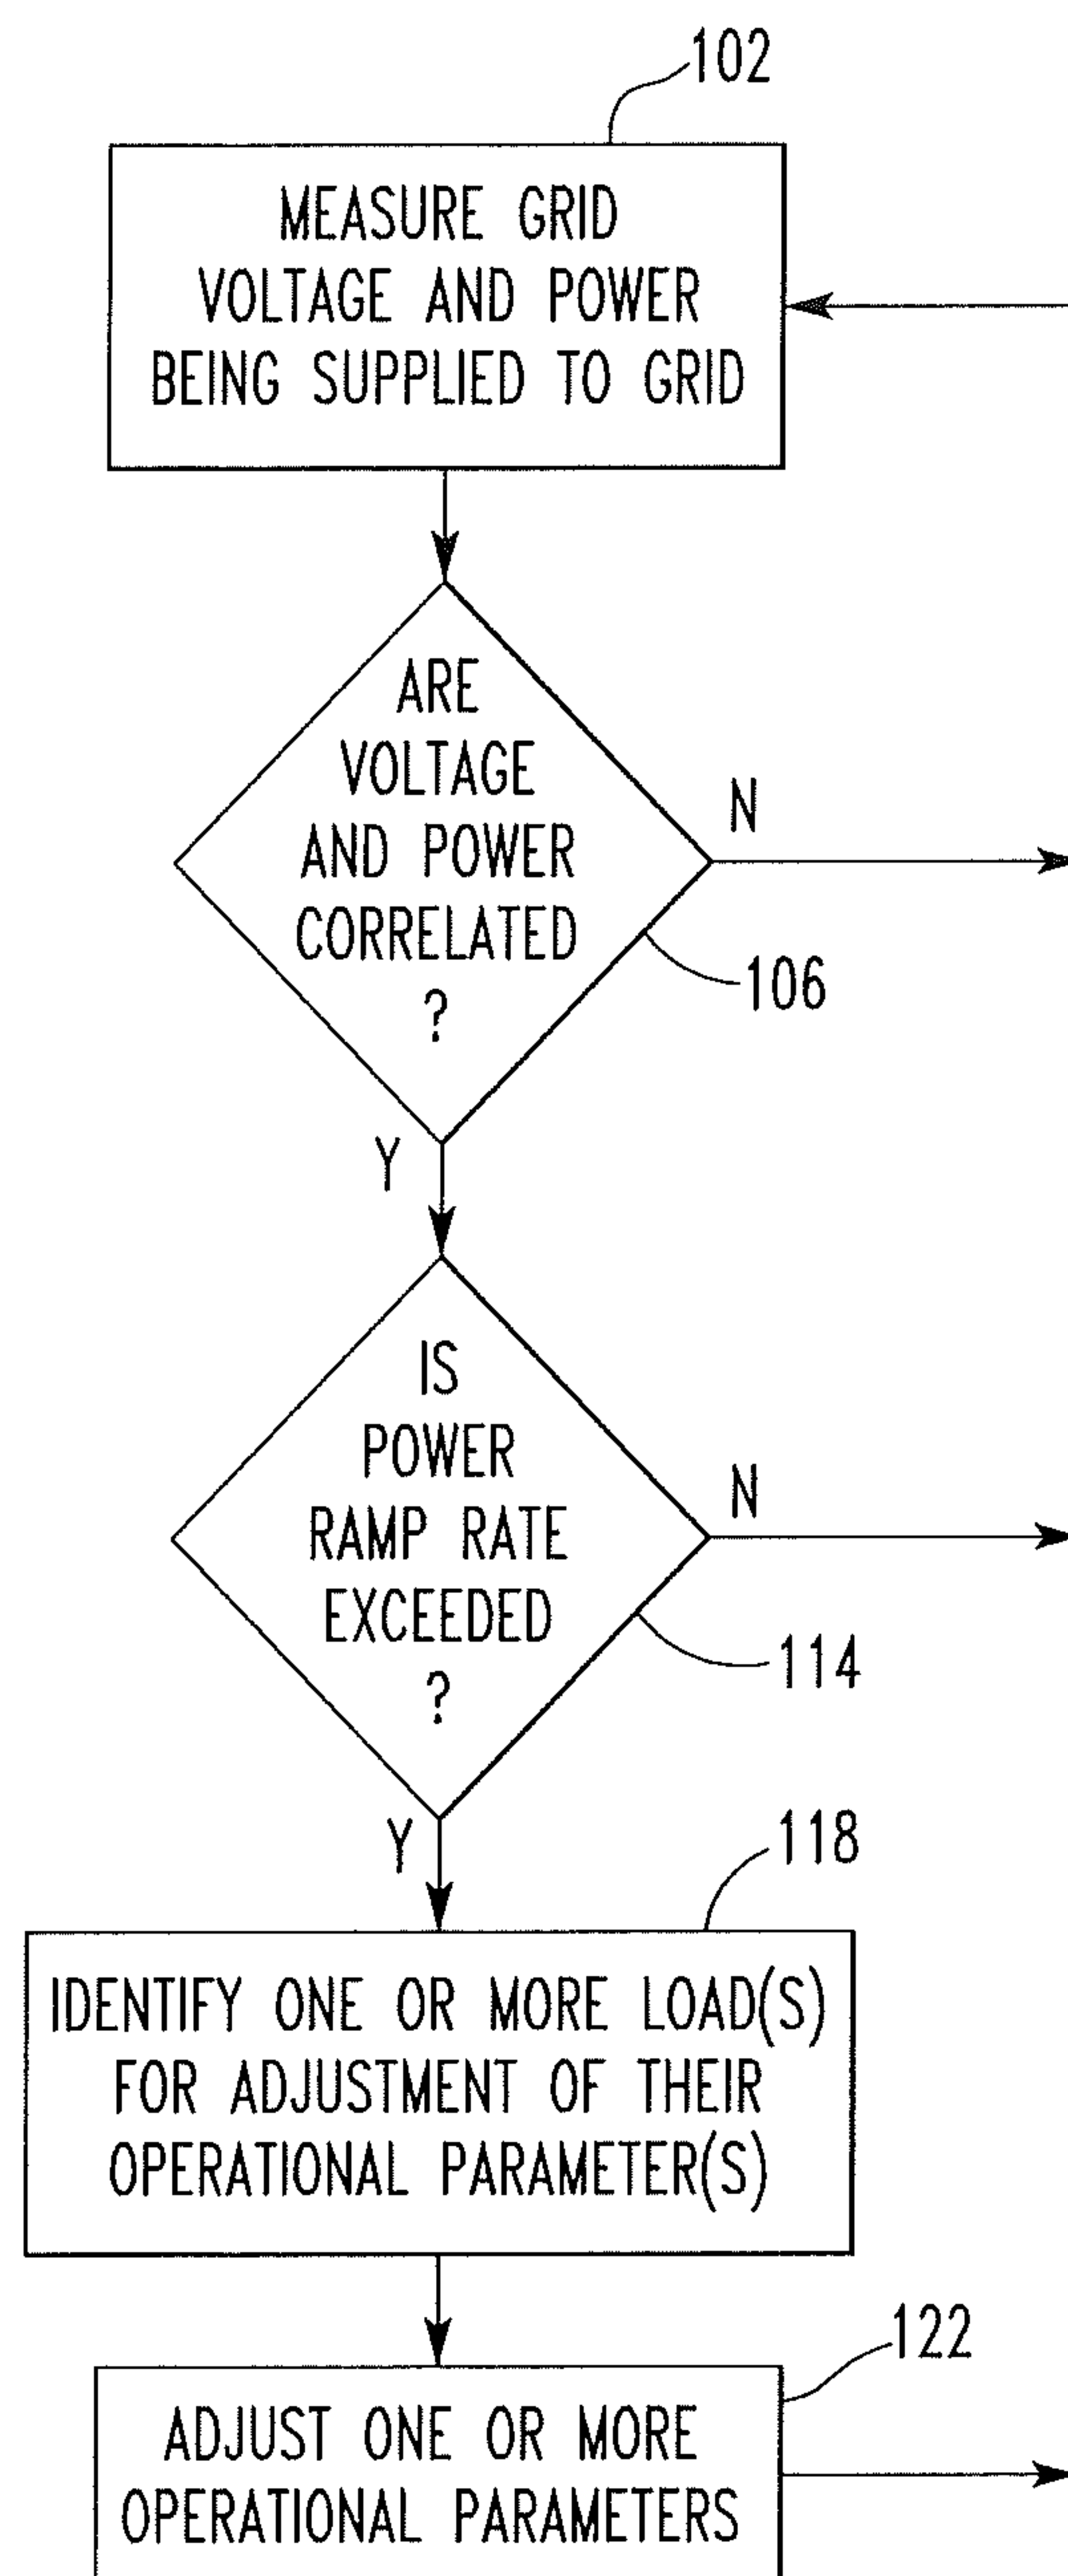 102
MEASURE GRID
VOLTAGE AND POWER
BEING SUPPLIED TO GRID
ARE
VOLTAGE
AND POWER
CORRELATED
?
N
106
Y
IS
POWER
RAMP RATE
EXCEEDED
?
N
114
Y
118
IDENTIFY ONE OR MORE LOAD(S)
FOR ADJUSTMENT OF THEIR
OPERATIONAL PARAMETER(S)
122
ADJUST ONE OR MORE
OPERATIONAL PARAMETERS